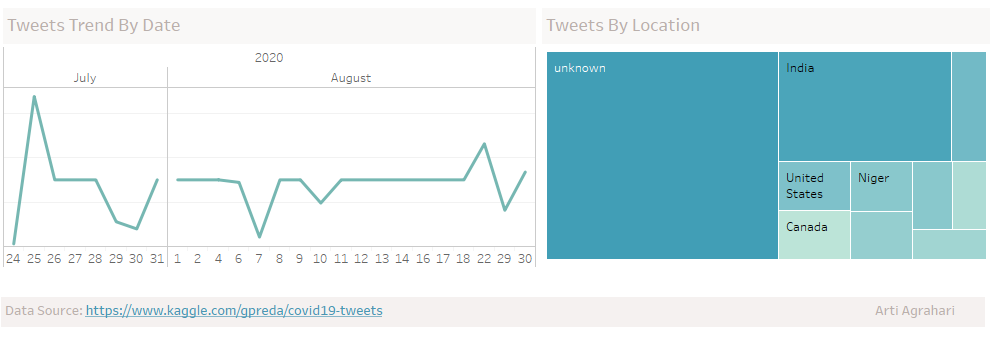 Tweets Trend By Date
2020
July August
24 25 26 27 28 29 30 31 1 2 4 6 7 8 9 10 11 12 13 14 16 17 18 22 29 30
Tweets By Location
unknown
India
United
States
Niger
Canada
Data Source: https://www.kaggle.com/gpreda/covid19-tweets
Arti Agrahari